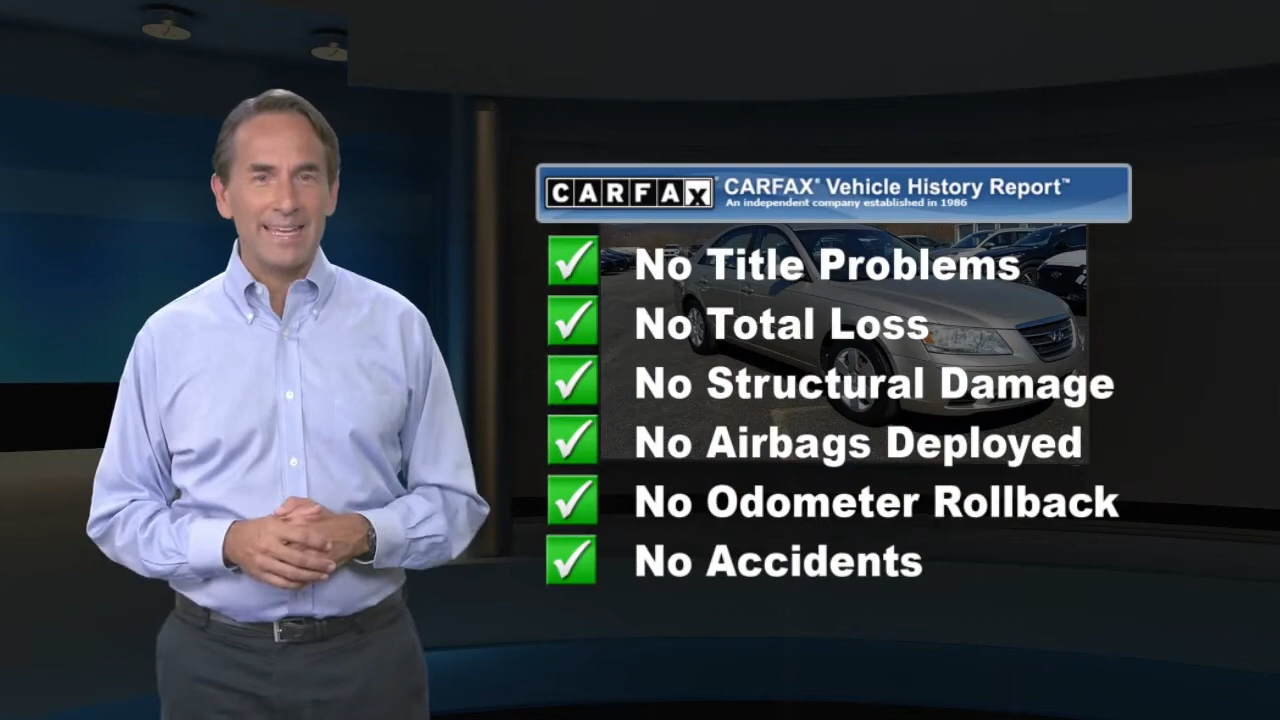 CARFAX® CARFAX® Vehicle History Report™
An independent company established in 1986
No Title Problems
No Total Loss
No Structural Damage
No Airbags Deployed
No Odometer Rollback
No Accidents